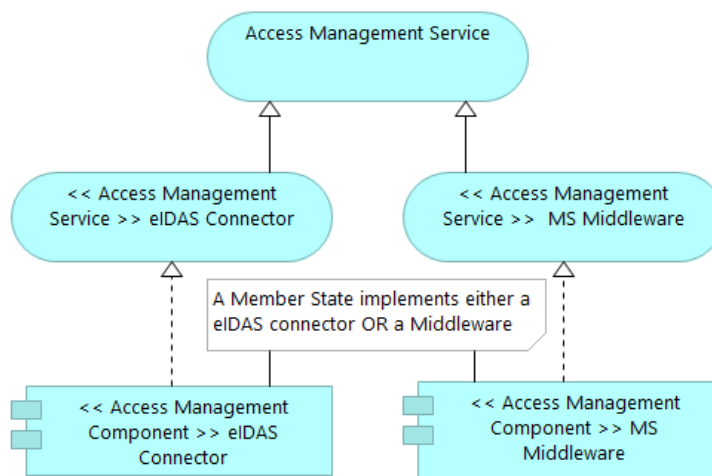 Access Management Service
<< Access Management
Service >> eIDAS Connector
<< Access Management
Service >>  MS Middleware
A Member State implements either a
eIDAS connector OR a Middleware
<< Access Management
Component >> eIDAS
Connector
<< Access Management
Component >> MS
Middleware